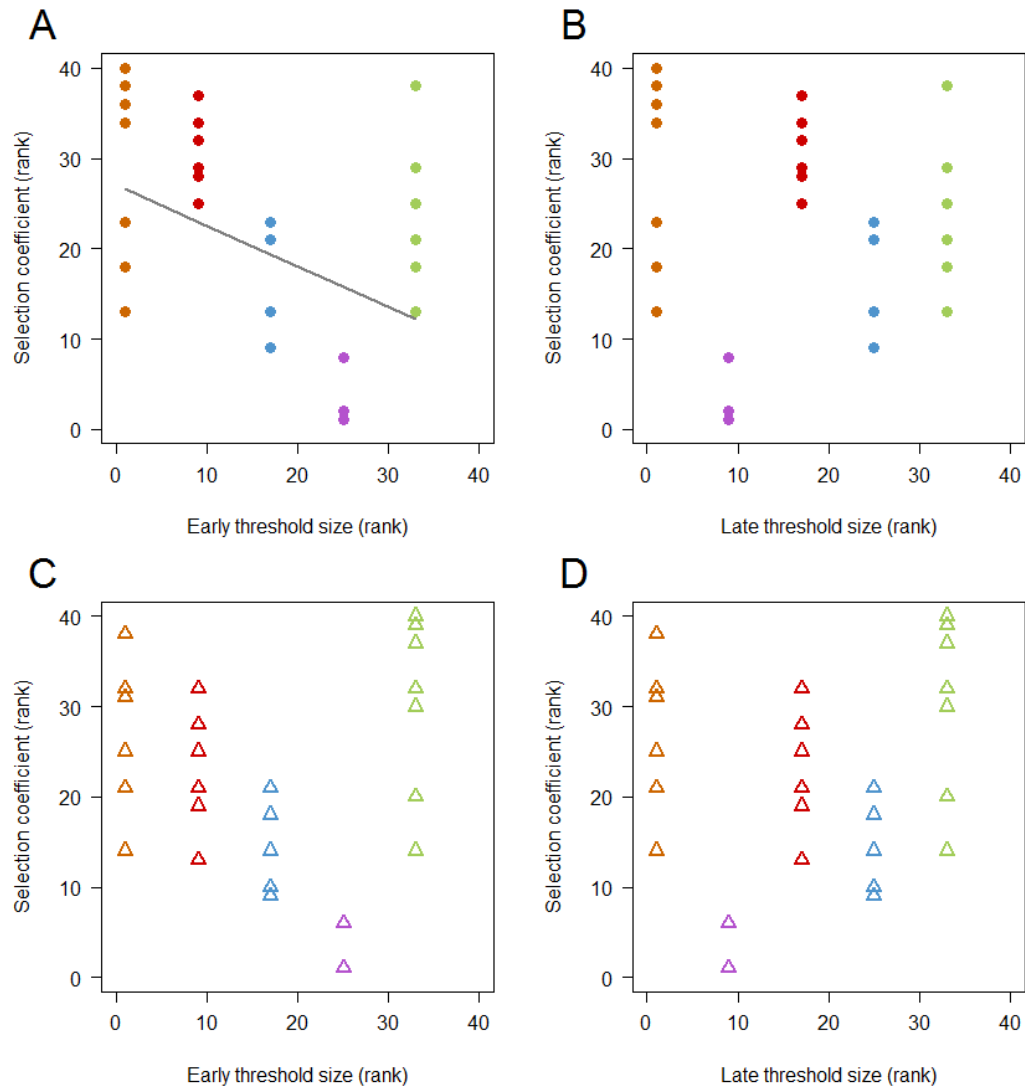 A
B
Selection coefficient (rank)
40
30
20
10
0
0 10 20 30 40
Early threshold size (rank)
Selection coefficient (rank)
40
30
20
10
0
0 10 20 30 40
Late threshold size (rank)
C
D
Selection coefficient (rank)
40
30
20
10
0
0 10 20 30 40
Early threshold size (rank)
Selection coefficient (rank)
40
30
20
10
0
0 10 20 30 40
Late threshold size (rank)